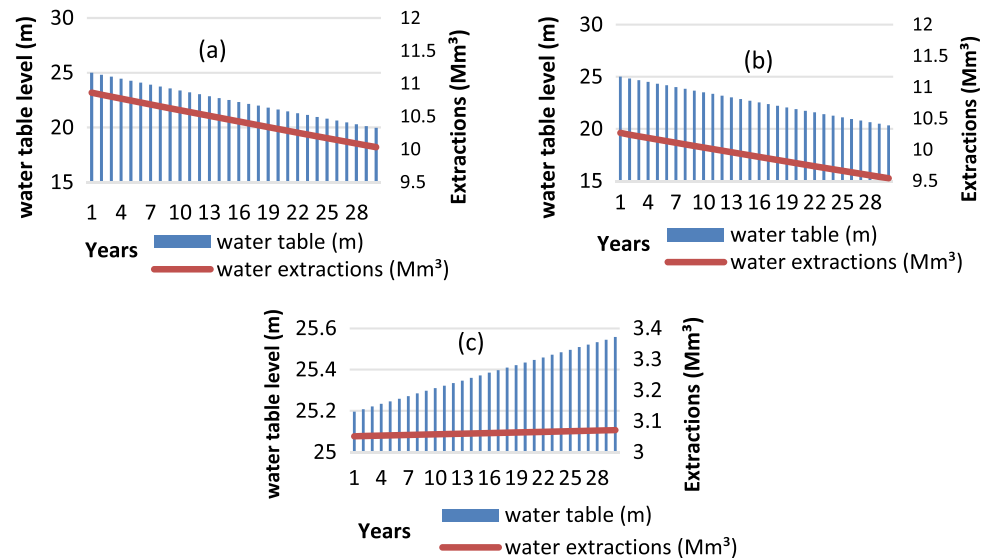 (a)
water table level (m)
30
25
20
15
12
11.5
11
10.5
10
9.5
Extractions (Mm³)
1 4 7 10 13 16 19 22 25 28
Years
water table (m)
water extractions (Mm³)
(b)
water table level (m)
30
25
20
15
12
11.5
11
10.5
10
9.5
Extractions (Mm³)
1 4 7 10 13 16 19 22 25 28
Years
water table (m)
water extractions (Mm³)
(c)
water table level (m)
25.6
25.4
25.2
25
3.4
3.3
3.2
3.1
3
Extractions (Mm³)
1 4 7 10 13 16 19 22 25 28
Years
water table (m)
water extractions (Mm³)